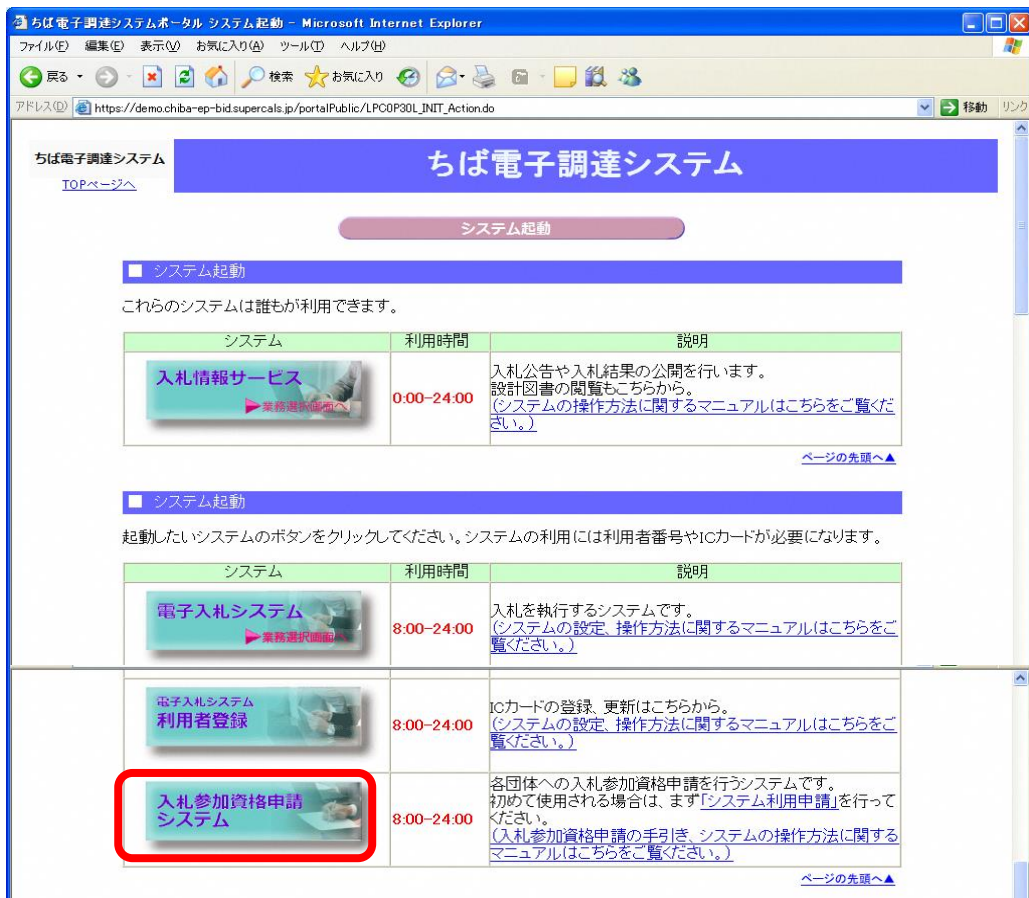 ちば電子調達システムポータル システム起動 - Microsoft Internet Explorer
ファイル(F) 編集(E) 表示(V) お気に入り(A) ツール(T) ヘルプ(H)
戻る 検索 お気に入り
アドレス(D) https://demo.chiba-ep-bid.supercals.jp/portalPublic/LPC0P30L_INIT_Action.do 移動 リンク
ちば電子調達システム
TOPページへ
ちば電子調達システム
システム起動
■ システム起動
これらのシステムは誰もが利用できます。
システム 利用時間 説明
入札情報サービス
▶業務選択画面へ
0:00-24:00
入札公告や入札結果の公開を行います。
設計図書の閲覧もこちらから。
(システムの操作方法に関するマニュアルはこちらをご覧くだ
さい。)
ページの先頭へ▲
■ システム起動
起動したいシステムのボタンをクリックしてください。システムの利用には利用者番号やICカードが必要になります。
システム 利用時間 説明
電子入札システム
▶業務選択画面へ
8:00-24:00
入札を執行するシステムです。
(システムの設定、操作方法に関するマニュアルはこちらをご
覧ください。)
電子入札システム
利用者登録
8:00-24:00
ICカードの登録、更新はこちらから。
(システムの設定、操作方法に関するマニュアルはこちらをご
覧ください。)
入札参加資格申請
システム
8:00-24:00
各団体への入札参加資格申請を行うシステムです。
初めて使用される場合は、まず「システム利用申請」を行って
ください。
(入札参加資格申請の手引き、システムの操作方法に関する
マニュアルはこちらをご覧ください。)
ページの先頭へ▲